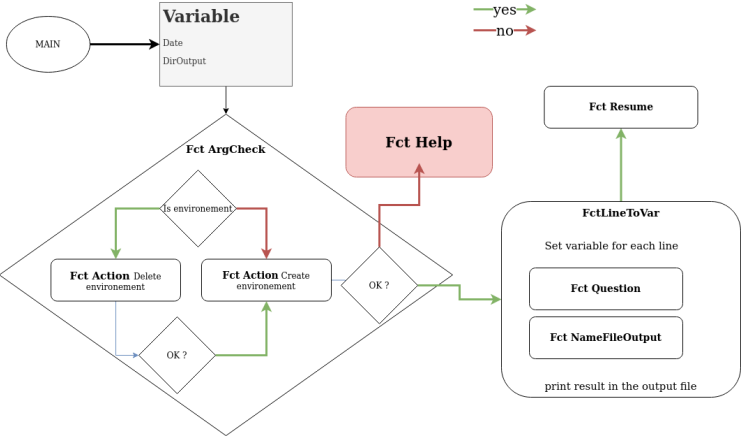 MAIN
Variable
Date
DirOutput
yes
no
Fct ArgCheck
Is environement
Fct Action Delete
environement
Fct Action Create
environement
OK ?
OK ?
Fct Help
Fct Resume
FctLineToVar
Set variable for each line
Fct Question
Fct NameFileOutput
print result in the output file